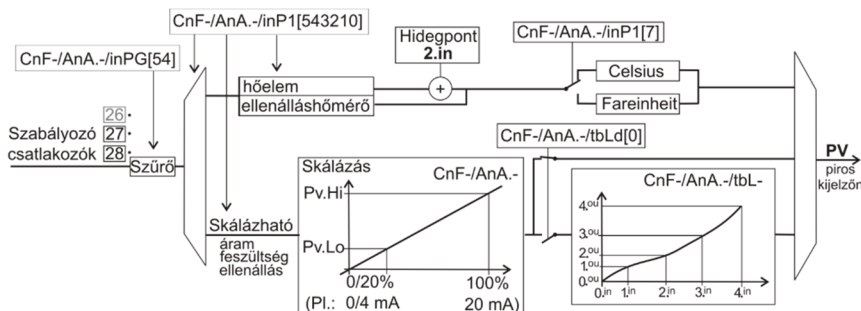 CnF-/AnA.-/inP1[543210]
CnF-/AnA.-/inPG[54]
Hidegpont
2.in
CnF-/AnA.-/inP1[7]
hőelem
ellenálláshőmérő
+
Celsius
Fareinheit
26
Szabályozó 27
csatlakozók 28
Szűrő
CnF-/AnA.-/tbLd[0]
Skálázás
CnF-/AnA.-
Pv.Hi
Pv.Lo
0/20%
100%
(Pl.: 0/4 mA
20 mA)
Skálázható
áram
feszültség
ellenállás
CnF-/AnA.-/tbL-
4.ou
3.ou
2.ou
1.ou
0.ou
0.in 1.in 2.in 3.in 4.in
PV
piros
kijelzőn